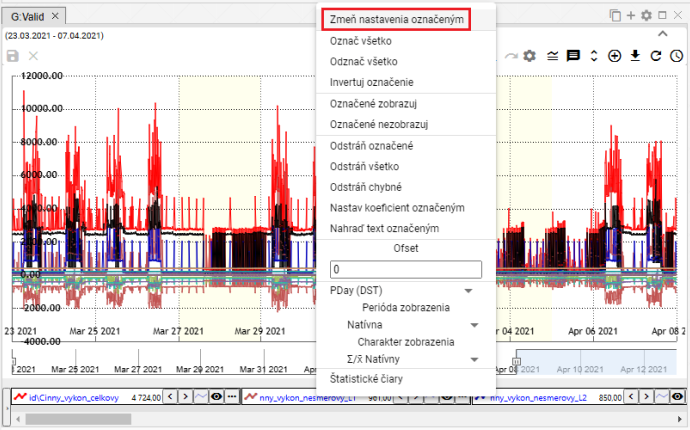 G:Valid
(23.03.2021 - 07.04.2021)
12000.00
10000.00
8000.00
6000.00
4000.00
2000.00
0.00
-2000.00
-4000.00
23 2021
Mar 25 2021
Mar 27 2021
Mar 29 2021
04 2021
Apr 06 2021
Apr 08 2
2021
Mar 25 2021
Mar 27 2021
Mar 29 2021
Mar 31 2021
Apr 0
Apr 08 2021
Apr 10 2021
Apr 12 2021
Zmeň nastavenia označeným
Označ všetko
Odznač všetko
Invertuj označenie
Označené zobrazuj
Označené nezobrazuj
Odstráň označené
Odstráň všetko
Odstráň chybné
Nastav koeficient označeným
Nahraď text označeným
Ofset
0
PDay (DST)
Perióda zobrazenia
Natívna
Charakter zobrazenia
Σ/x̄ Natívny
Štatistické čiary
id\Cinny_vykon_celkovy
4 724.00
nny_vykon_nesmerovy_L1
961.00
nny_vykon_nesmerovy_L2
850.00